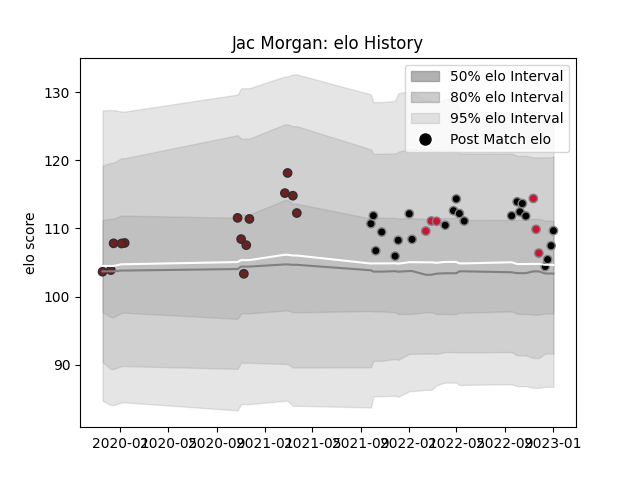 Jac Morgan: elo History
130
120
110
100
90
elo score
50% elo Interval
80% elo Interval
95% elo Interval
Post Match elo
2020-01 2020-05 2020-09 2021-01 2021-05 2021-09 2022-01 2022-05 2022-09 2023-01